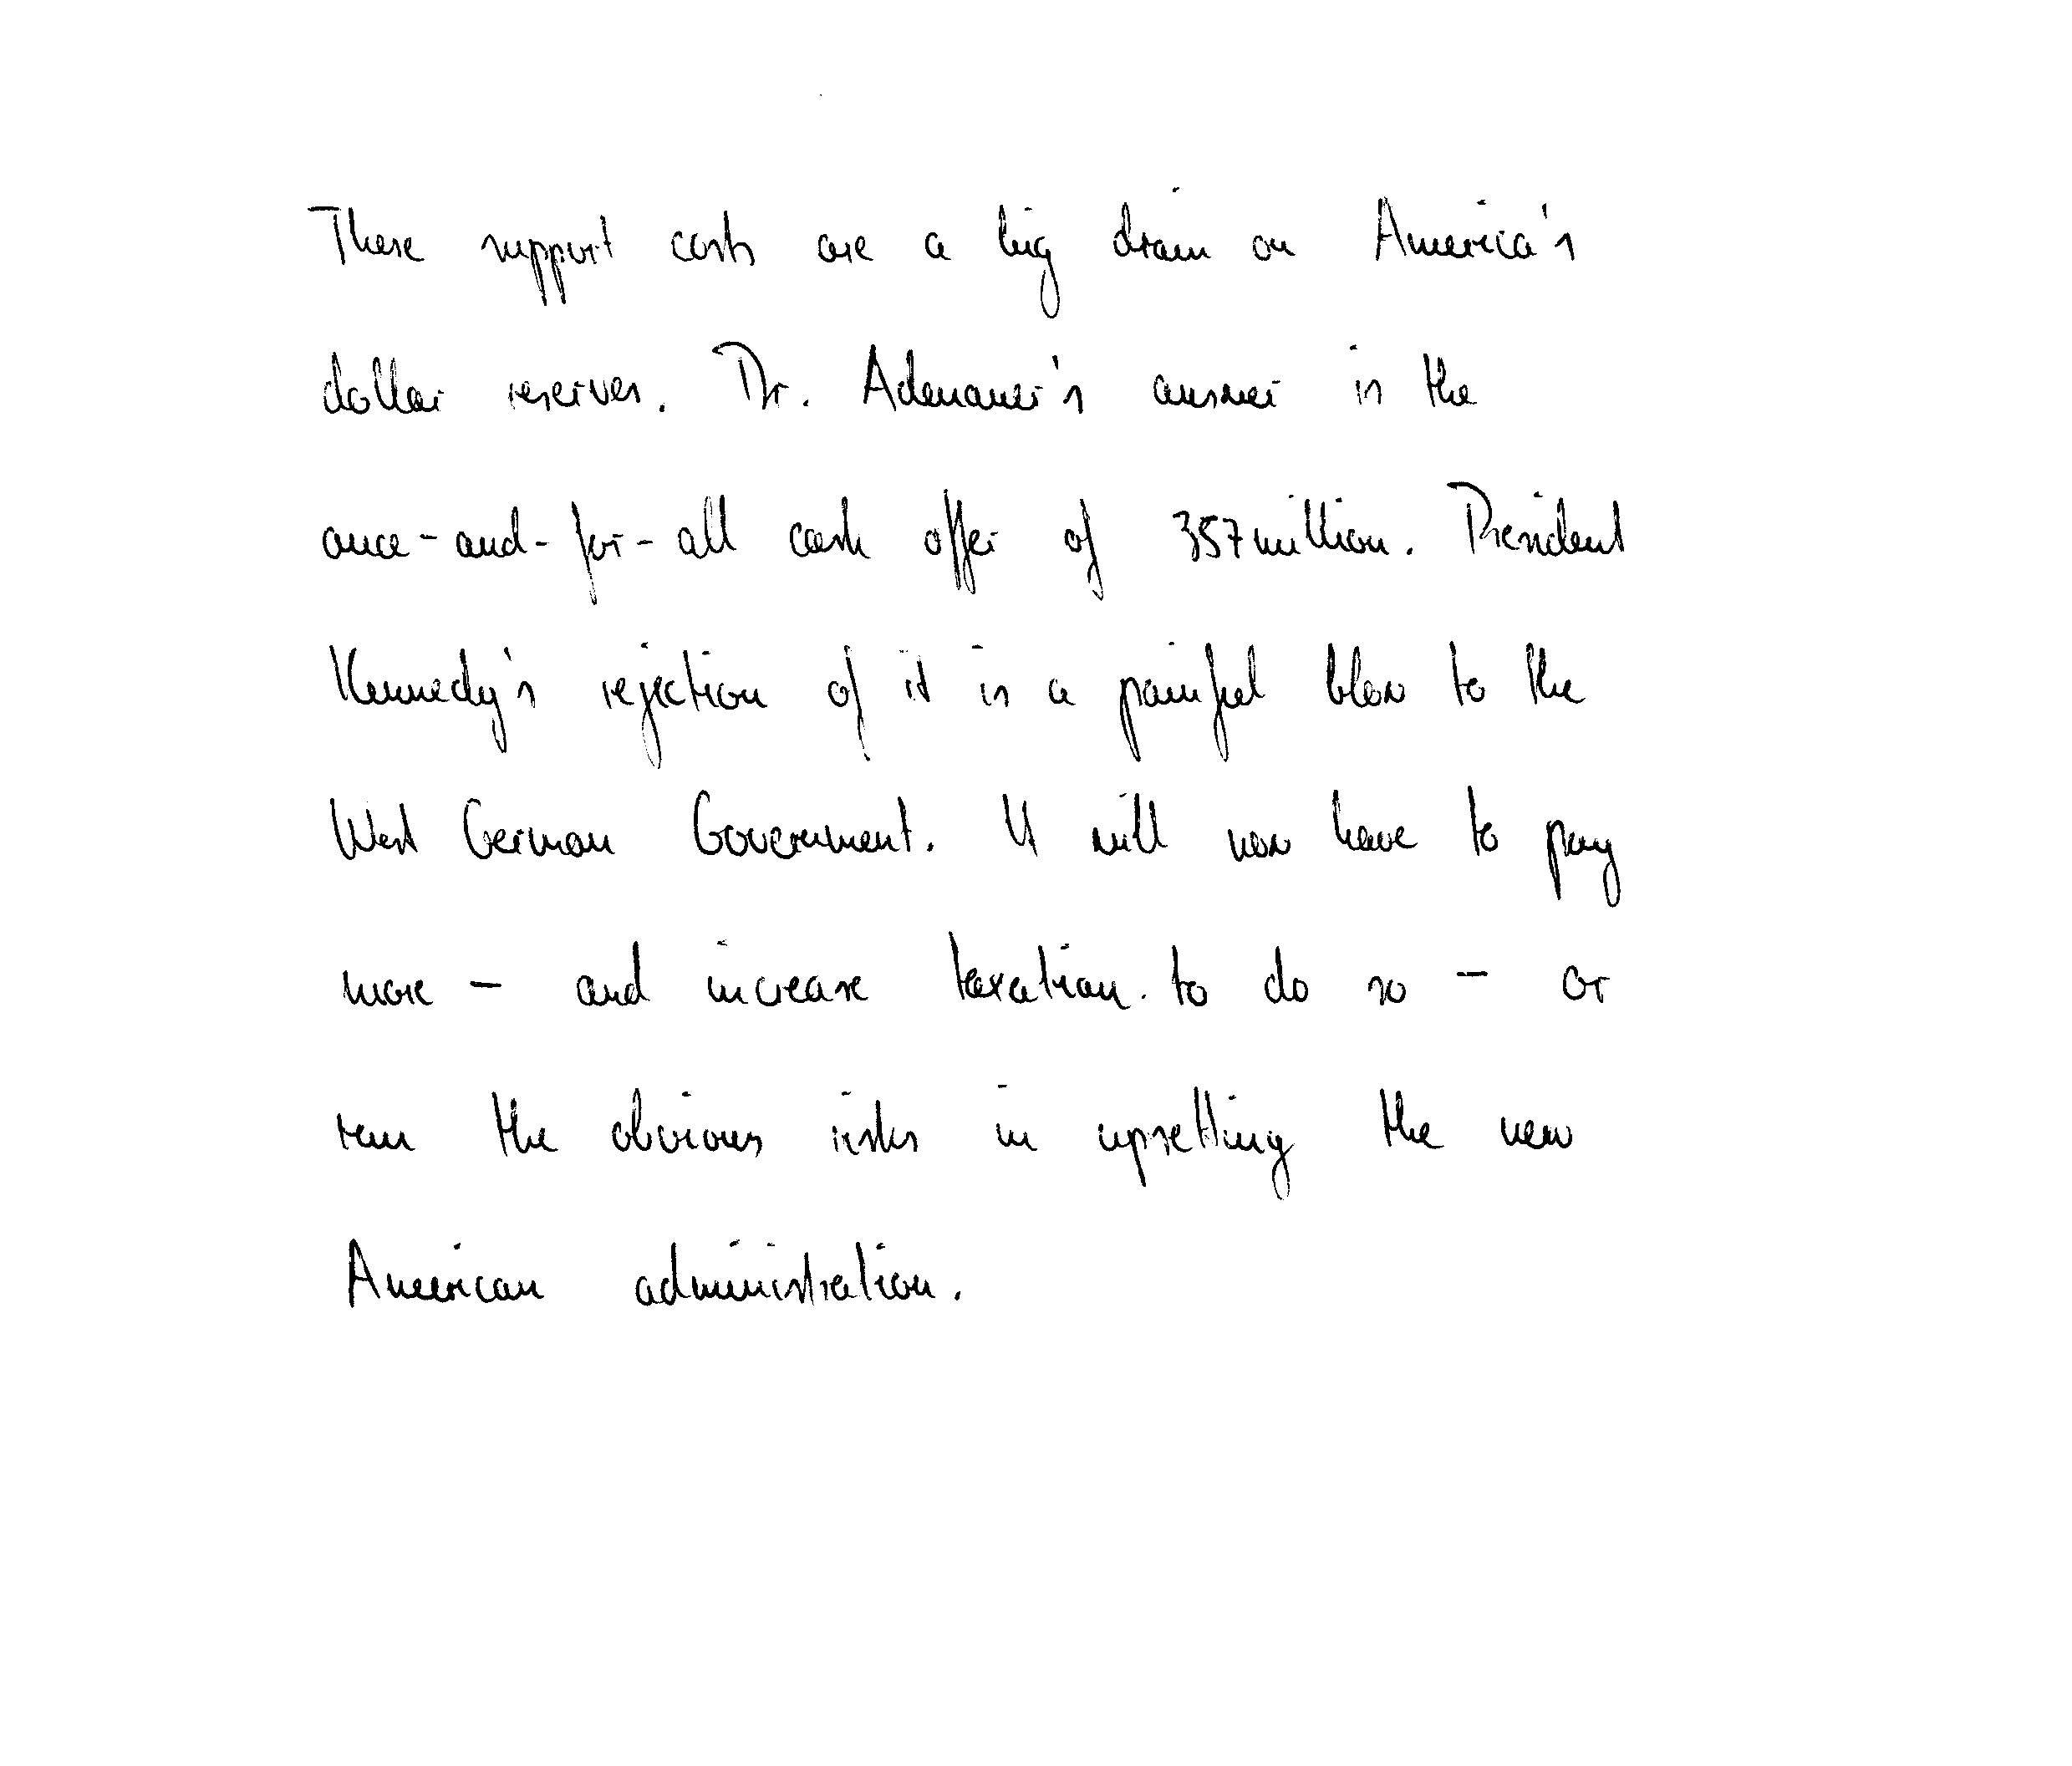 These support costs are a big drain on America's
dollar reserves. Dr. Adenauer's answer is the
once-and-for-all cash offer of 357million. President
Kennedy's rejection of it is a painful blow to the
West German Government. It will now have to pay
more - and increase taxation to do so - or
run the obvious risks in upsetting the new
American administration.